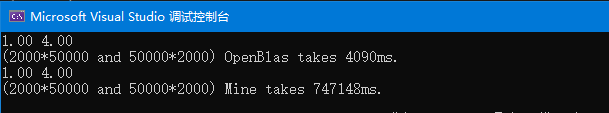 Microsoft Visual Studio 调试控制台
1.00 4.00
(2000*50000 and 50000*2000) OpenBlas takes 4090ms.
1.00 4.00
(2000*50000 and 50000*2000) Mine takes 747148ms.